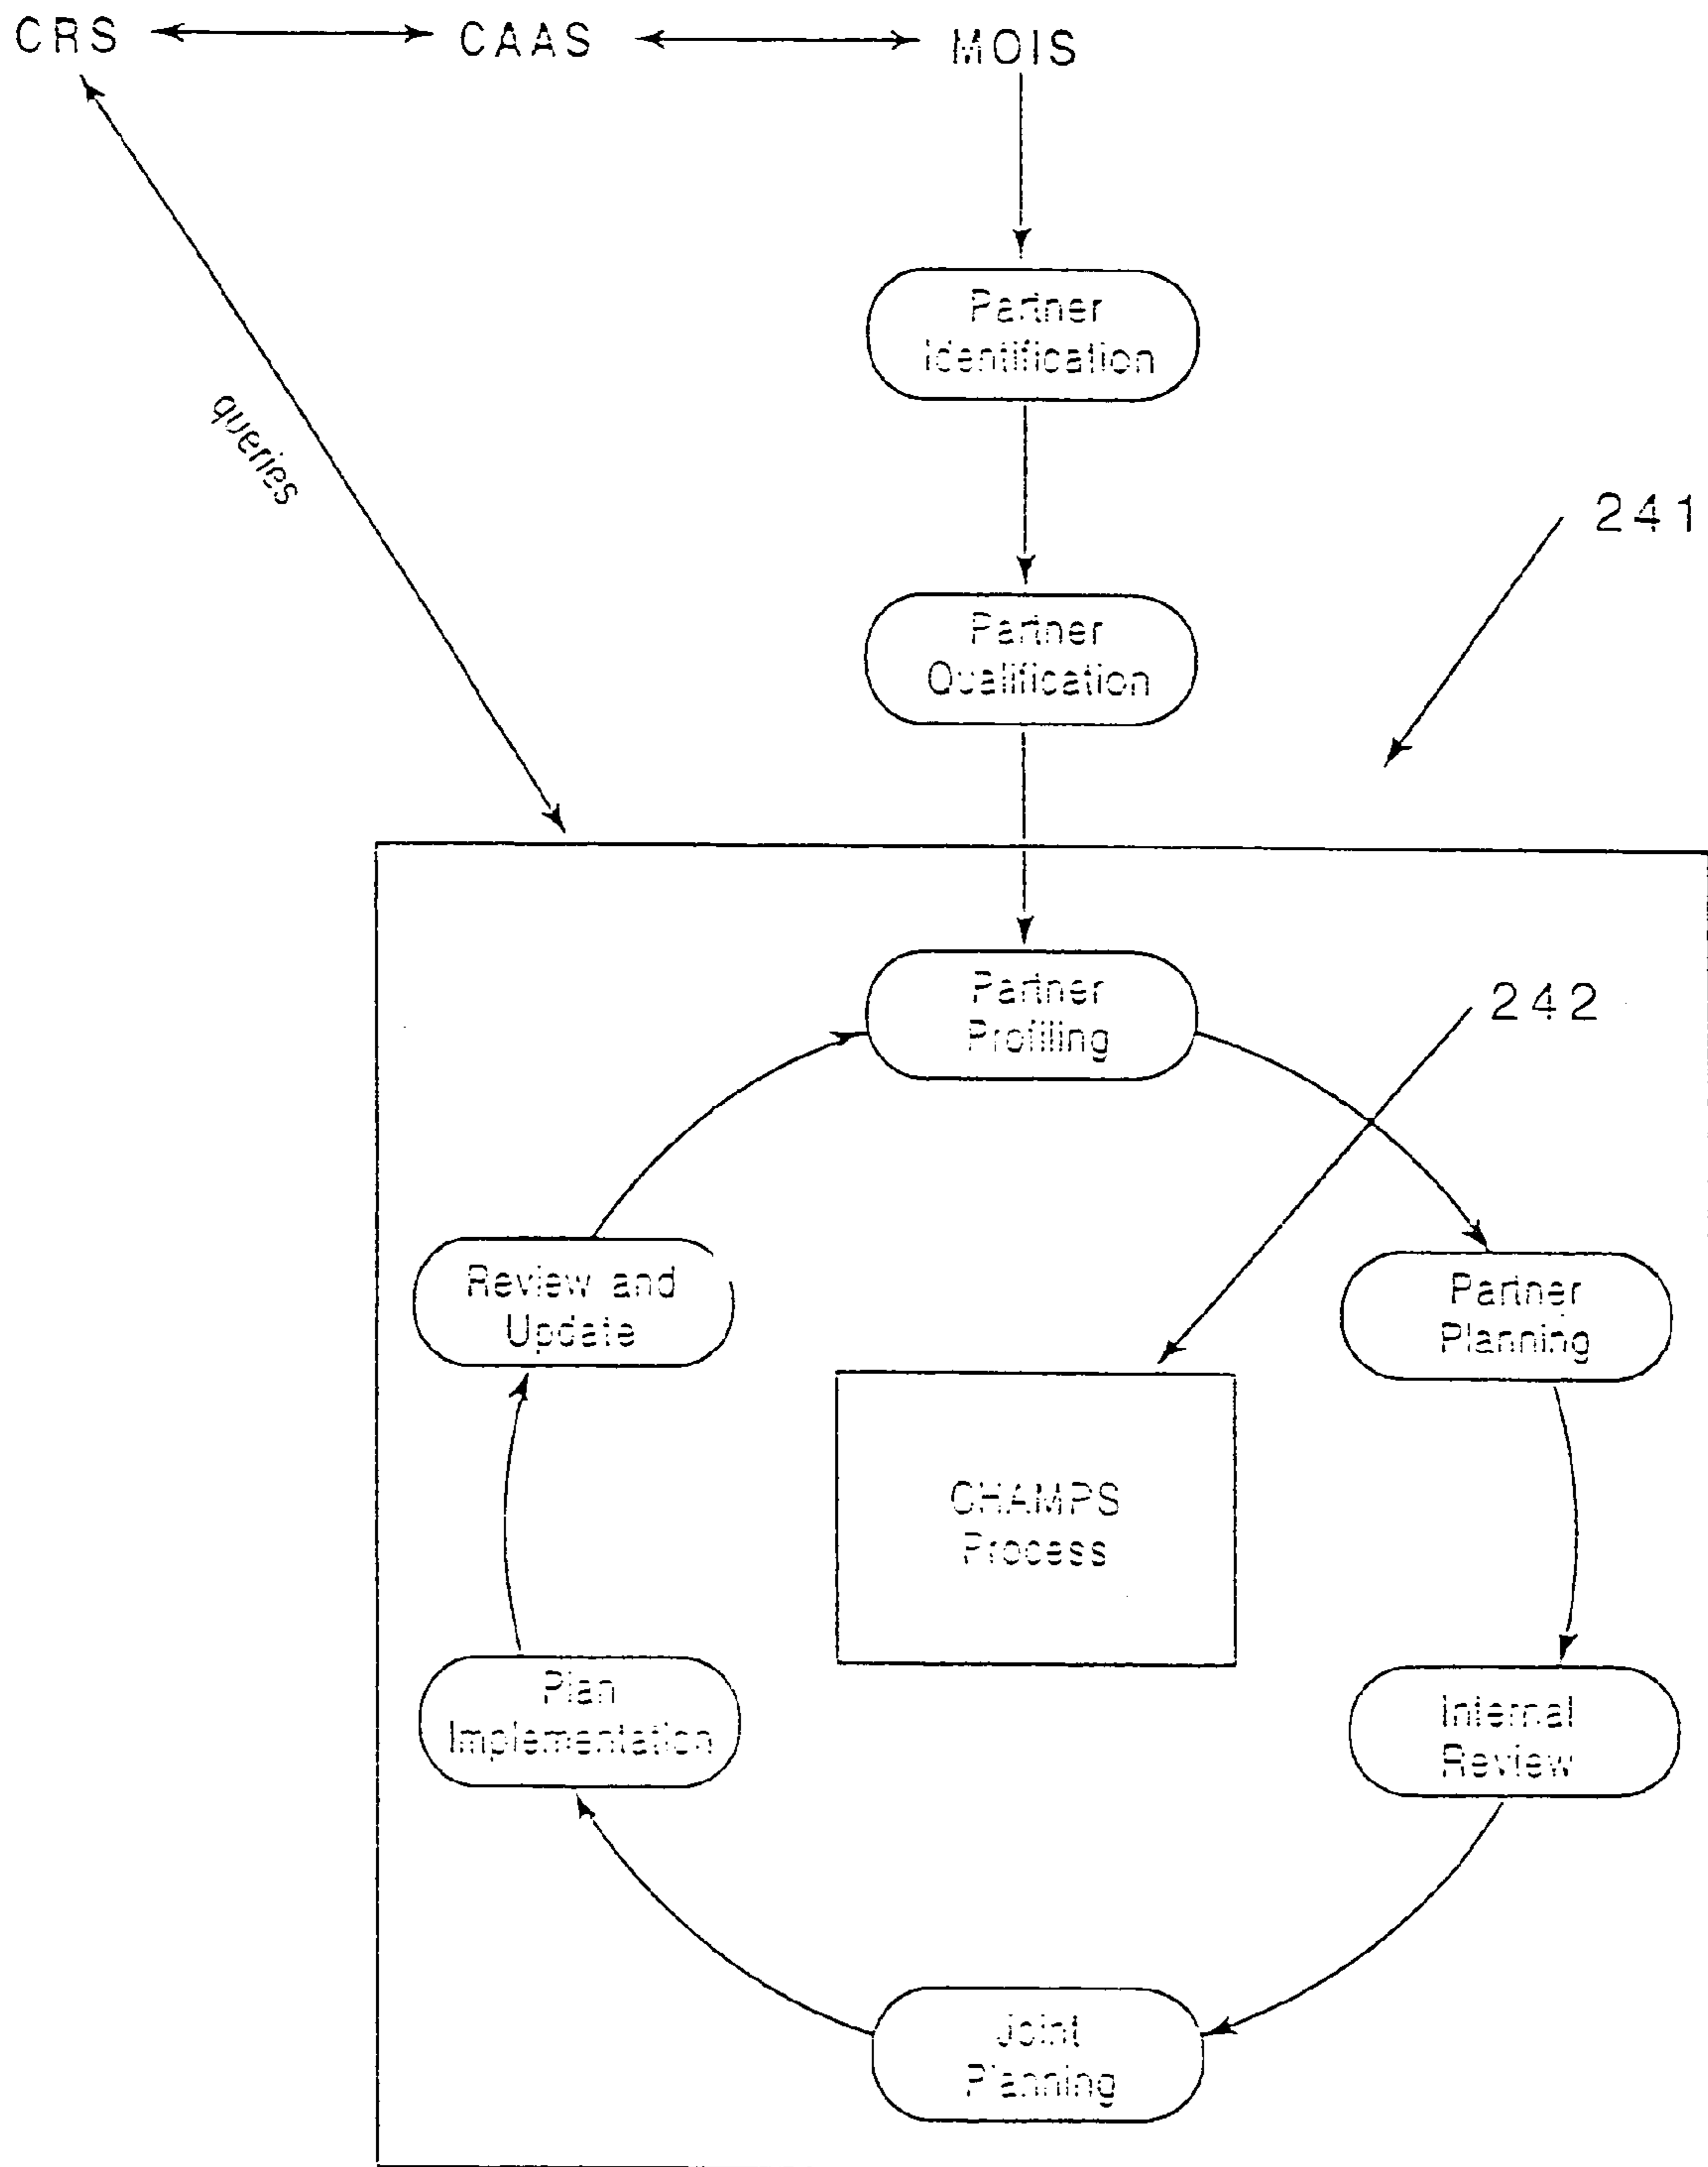 CRS CAAS MOIS
Partner
Identification
queries
241
Partner
Qualification
Partner
Profiling
242
Review and
Update
Partner
Planning
CHAMPS
Process
Plan
Implementation
Internal
Review
Joint
Planning